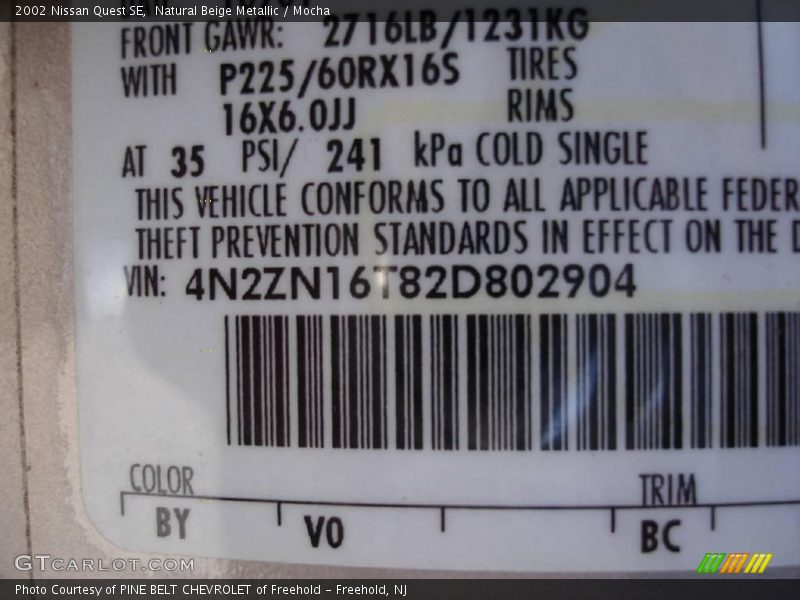 2002 Nissan Quest SE, Natural Beige Metallic / Mocha
FRONT GAWR: 2716LB/1231KG
WITH P225/60RX16S TIRES
16X6.0JJ RIMS
AT 35 PSI/ 241 kPa COLD SINGLE
THIS VEHICLE CONFORMS TO ALL APPLICABLE FEDER
THEFT PREVENTION STANDARDS IN EFFECT ON THE D
VIN: 4N2ZN16T82D802904
COLOR TRIM
BY V0 BC
GTCARLOT.COM
Photo Courtesy of PINE BELT CHEVROLET of Freehold - Freehold, NJ